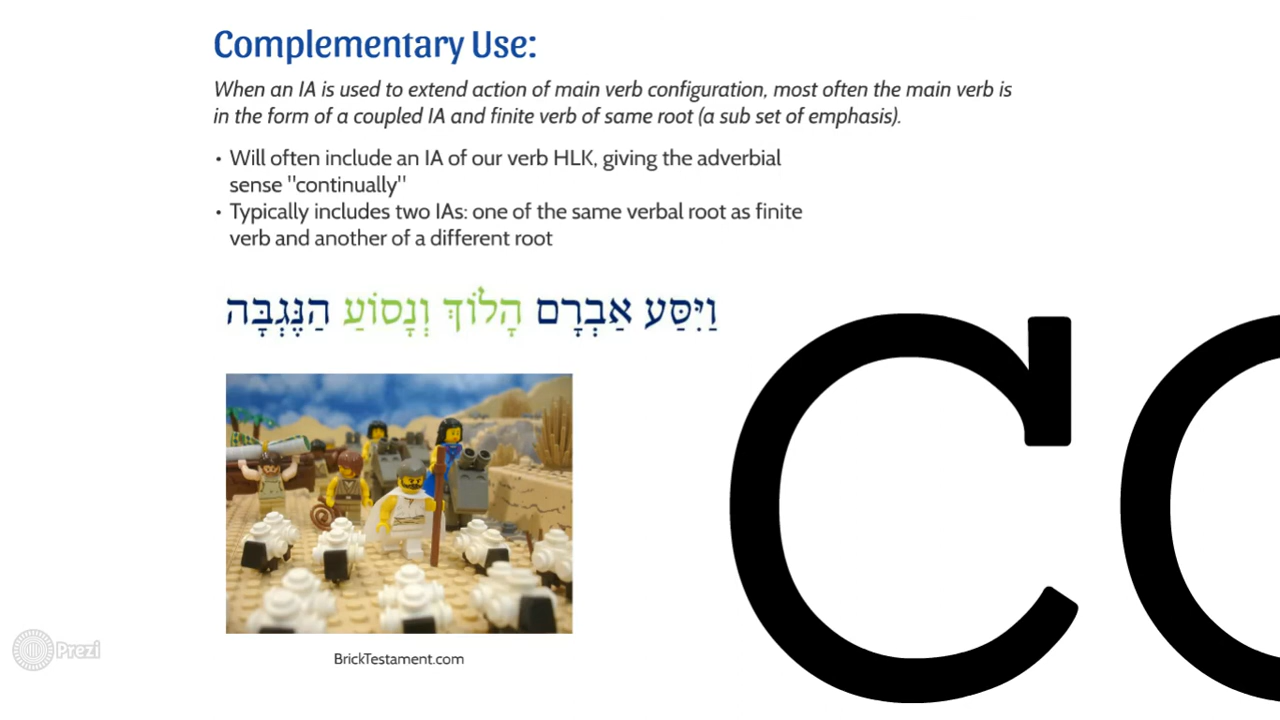 Complementary Use:
When an IA is used to extend action of main verb configuration, most often the main verb is
in the form of a coupled IA and finite verb of same root (a sub set of emphasis).
• Will often include an IA of our verb HLK, giving the adverbial
sense "continually"
• Typically includes two IAs: one of the same verbal root as finite
verb and another of a different root
וַיִּסַּע אַבְרָם הָלוֹךְ וְנָסוֹעַ הַנֶּגְבָּה
BrickTestament.com
Prezi
C